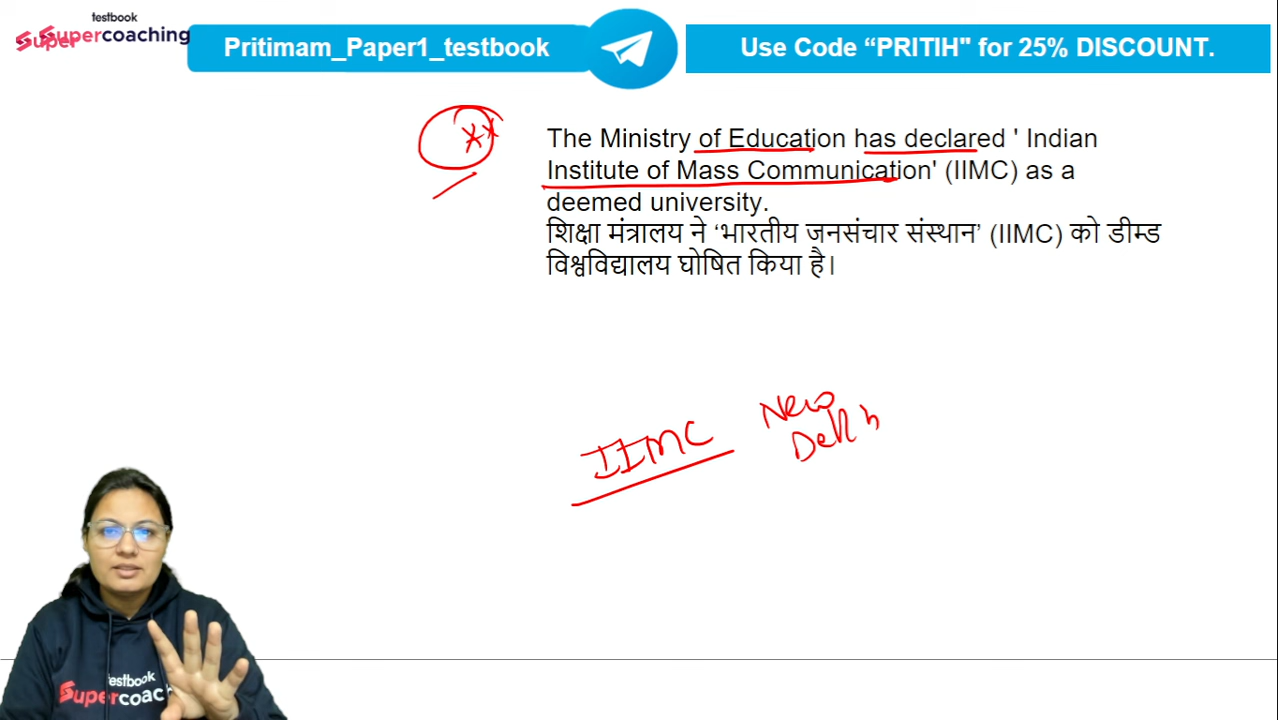 testbook
Supercoaching
Super
Pritimam_Paper1_testbook
Use Code “PRITIH" for 25% DISCOUNT.
The Ministry of Education has declared ' Indian
Institute of Mass Communication' (IIMC) as a
deemed university.
शिक्षा मंत्रालय ने ‘भारतीय जनसंचार संस्थान’ (IIMC) को डीम्ड
विश्वविद्यालय घोषित किया है।
IIMC
New
Delhi
testbook
Supercoach